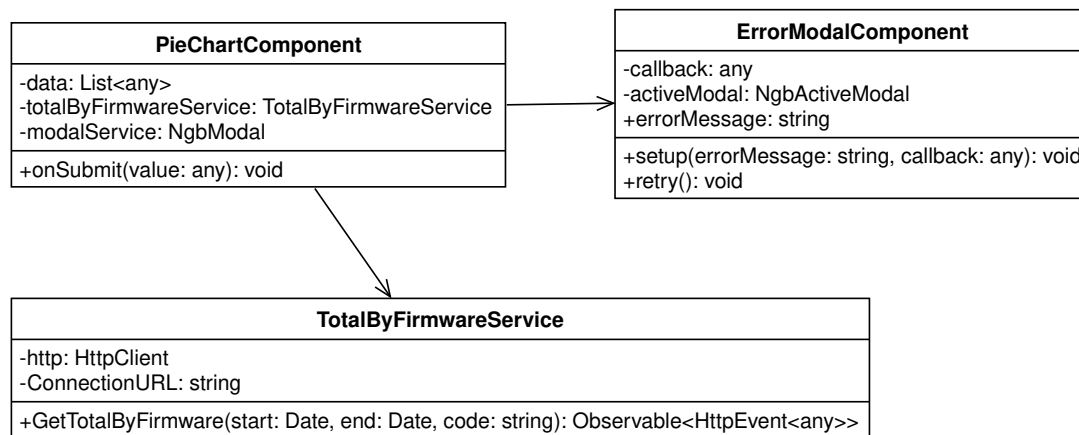 PieChartComponent
-data: List<any>
-totalByFirmwareService: TotalByFirmwareService
-modalService: NgbModal
+onSubmit(value: any): void
ErrorModalComponent
-callback: any
-activeModal: NgbActiveModal
+errorMessage: string
+setup(errorMessage: string, callback: any): void
+retry(): void
TotalByFirmwareService
-http: HttpClient
-ConnectionURL: string
+GetTotalByFirmware(start: Date, end: Date, code: string): Observable<HttpEvent<any>>